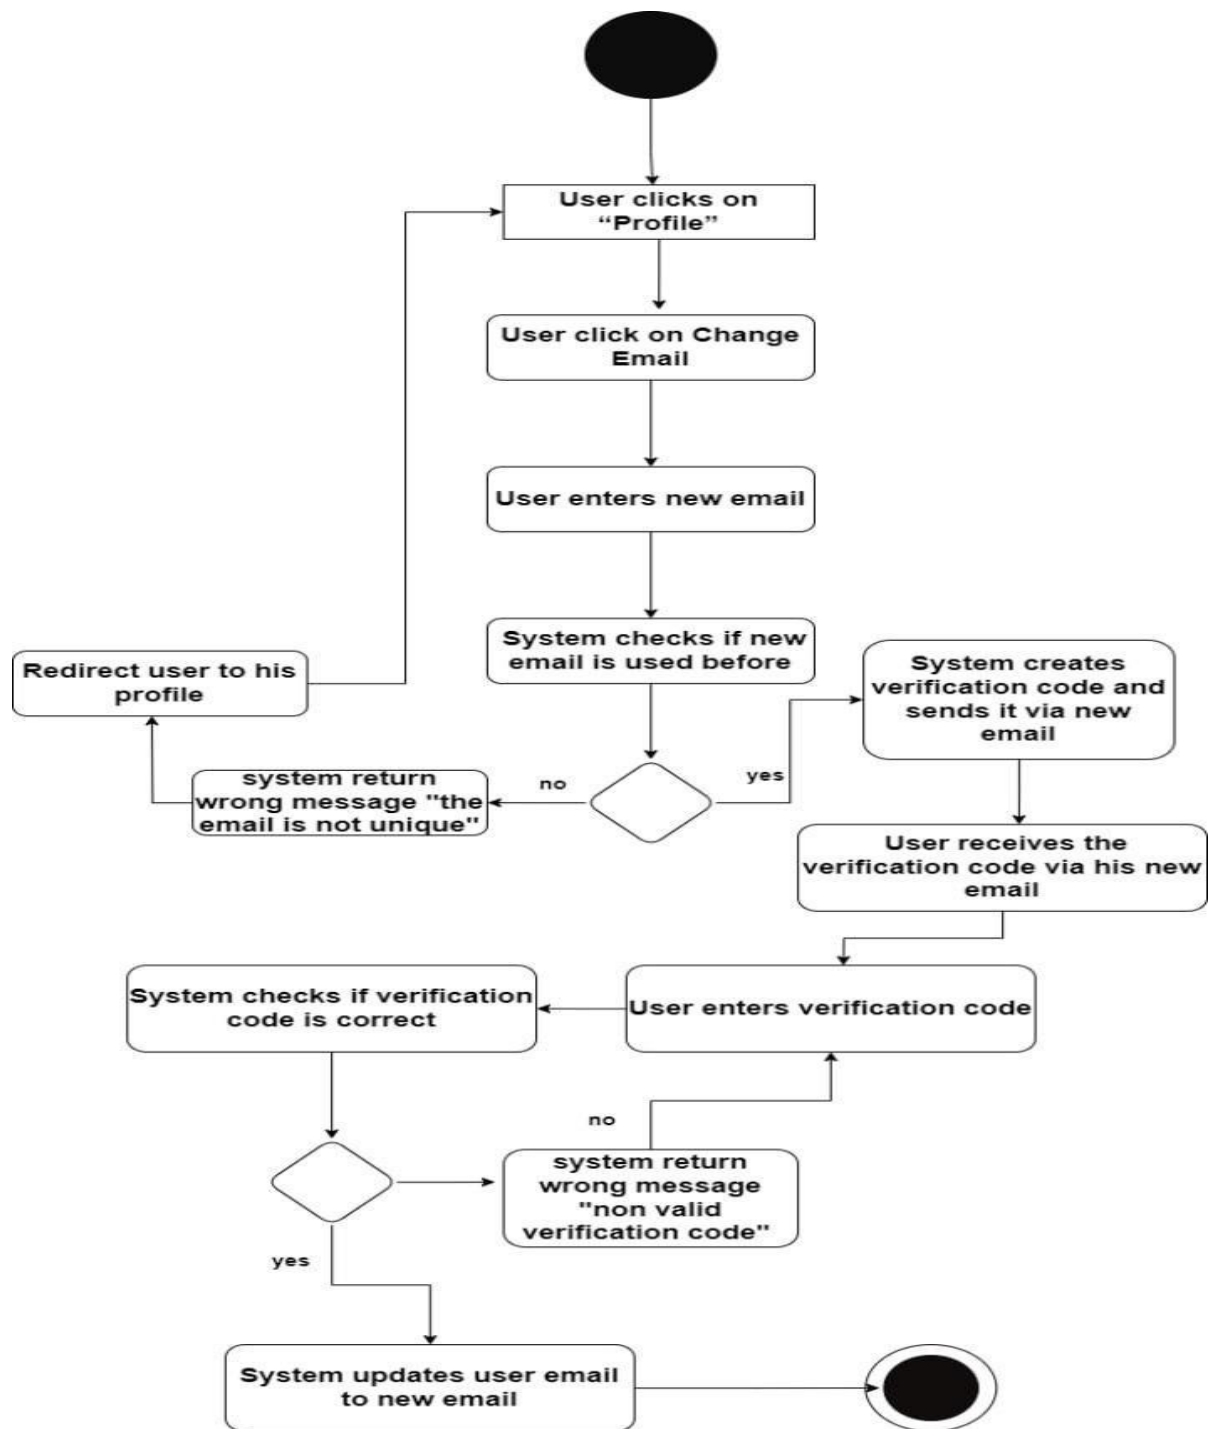 User clicks on
“Profile”
User click on Change
Email
User enters new email
System checks if new
email is used before
Redirect user to his
profile
System creates
verification code and
sends it via new
email
no
yes
system return
wrong message "the
email is not unique"
User receives the
verification code via his new
email
System checks if verification
code is correct
User enters verification code
no
system return
wrong message
"non valid
verification code"
yes
System updates user email
to new email